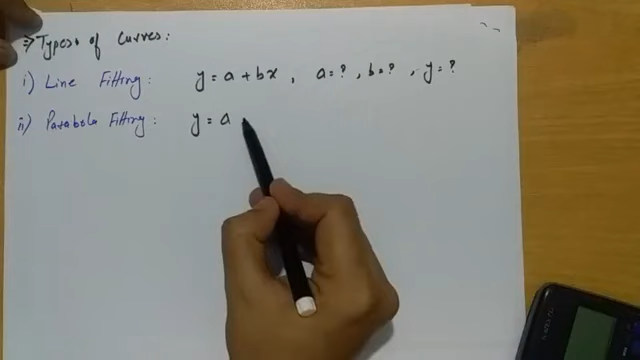 ⇒ Types of Curves:
i) Line Fitting: y = a + bx, a=?, b=?, y=?
ii) Parabola Fitting: y = a